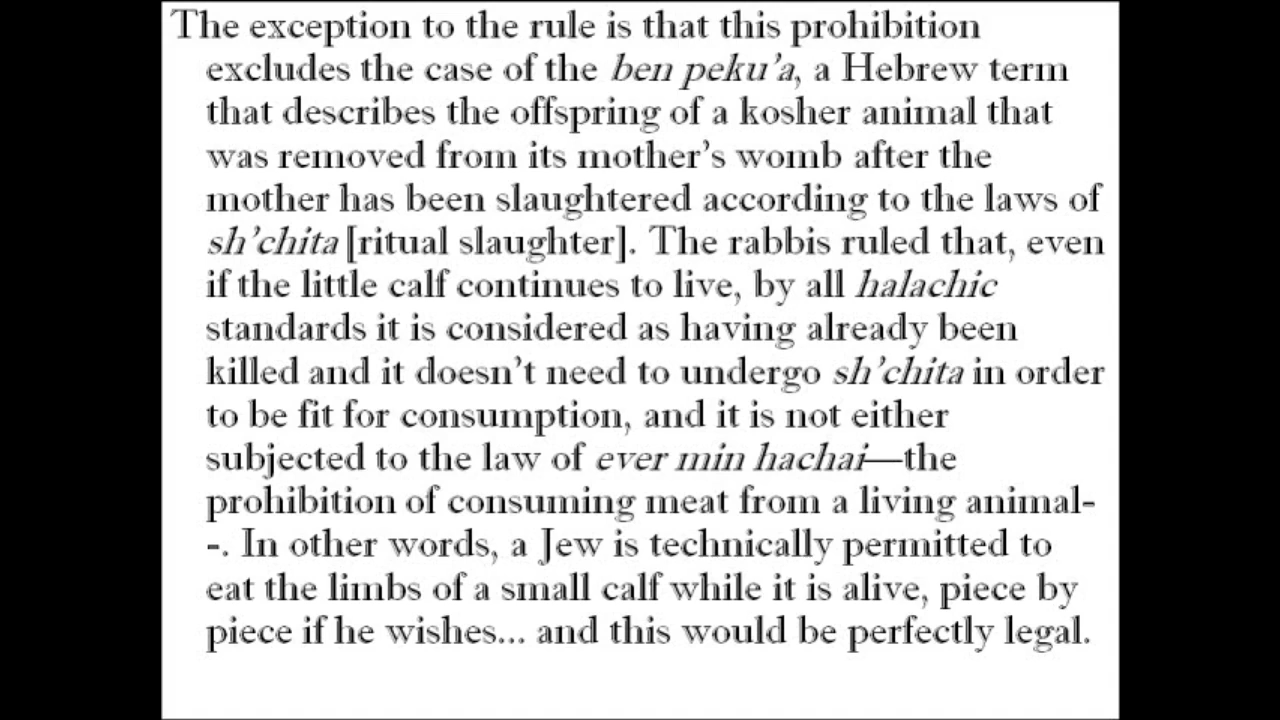 The exception to the rule is that this prohibition
excludes the case of the ben peku’a, a Hebrew term
that describes the offspring of a kosher animal that
was removed from its mother’s womb after the
mother has been slaughtered according to the laws of
sh’chita [ritual slaughter]. The rabbis ruled that, even
if the little calf continues to live, by all halachic
standards it is considered as having already been
killed and it doesn’t need to undergo sh’chita in order
to be fit for consumption, and it is not either
subjected to the law of ever min hachai—the
prohibition of consuming meat from a living animal-
-. In other words, a Jew is technically permitted to
eat the limbs of a small calf while it is alive, piece by
piece if he wishes... and this would be perfectly legal.